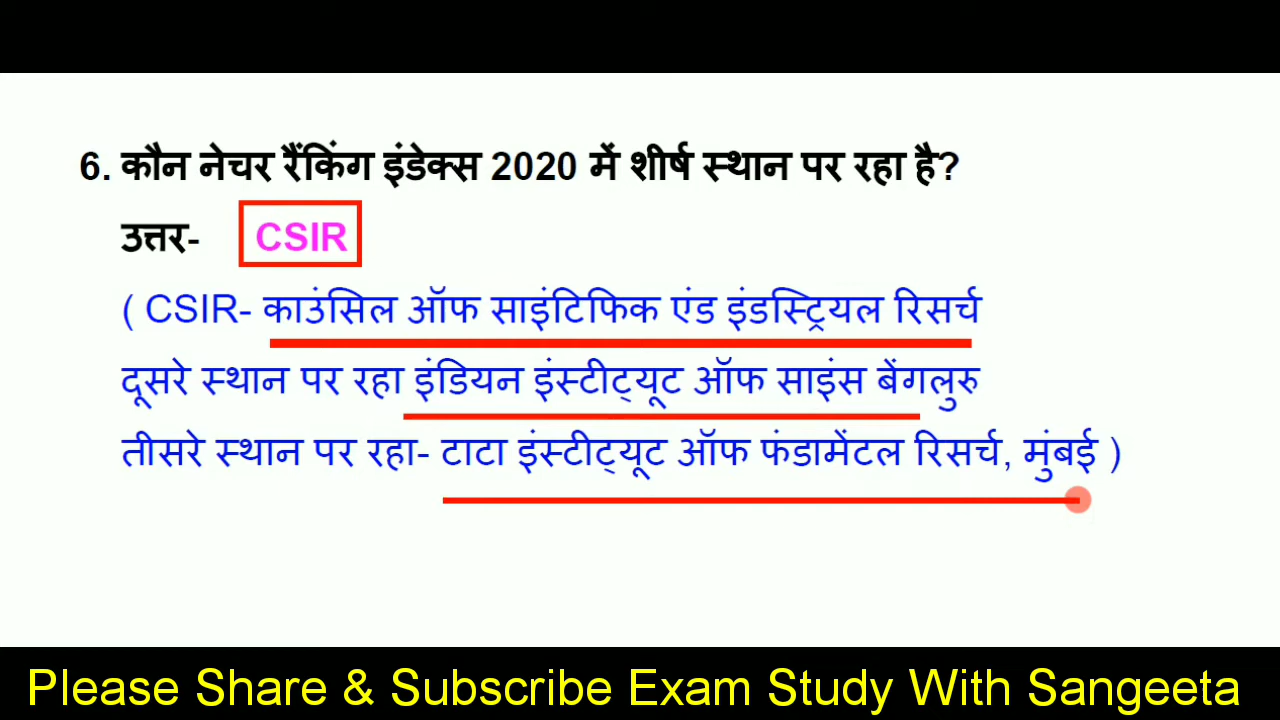 6. कौन नेचर रैंकिंग इंडेक्स 2020 में शीर्ष स्थान पर रहा है?
उत्तर- CSIR
( CSIR- काउंसिल ऑफ साइंटिफिक एंड इंडस्ट्रियल रिसर्च
दूसरे स्थान पर रहा इंडियन इंस्टीट्यूट ऑफ साइंस बेंगलुरु
तीसरे स्थान पर रहा- टाटा इंस्टीट्यूट ऑफ फंडामेंटल रिसर्च, मुंबई )
Please Share & Subscribe Exam Study With Sangeeta